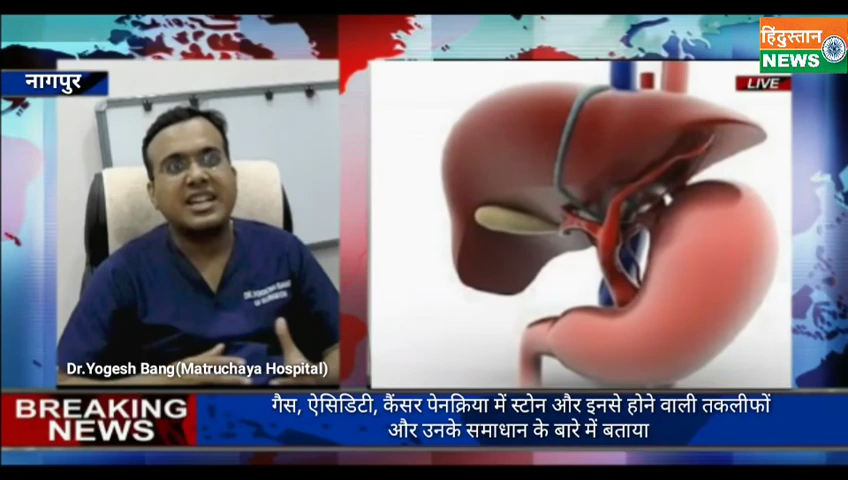 हिंदुस्तान
NEWS
नागपुर
LIVE
Dr.Yogesh Bang(Matruchaya Hospital)
BREAKING
NEWS
गैस, ऐसिडिटी, कैंसर पेनक्रिया में स्टोन और इनसे होने वाली तकलीफों
और उनके समाधान के बारे में बताया